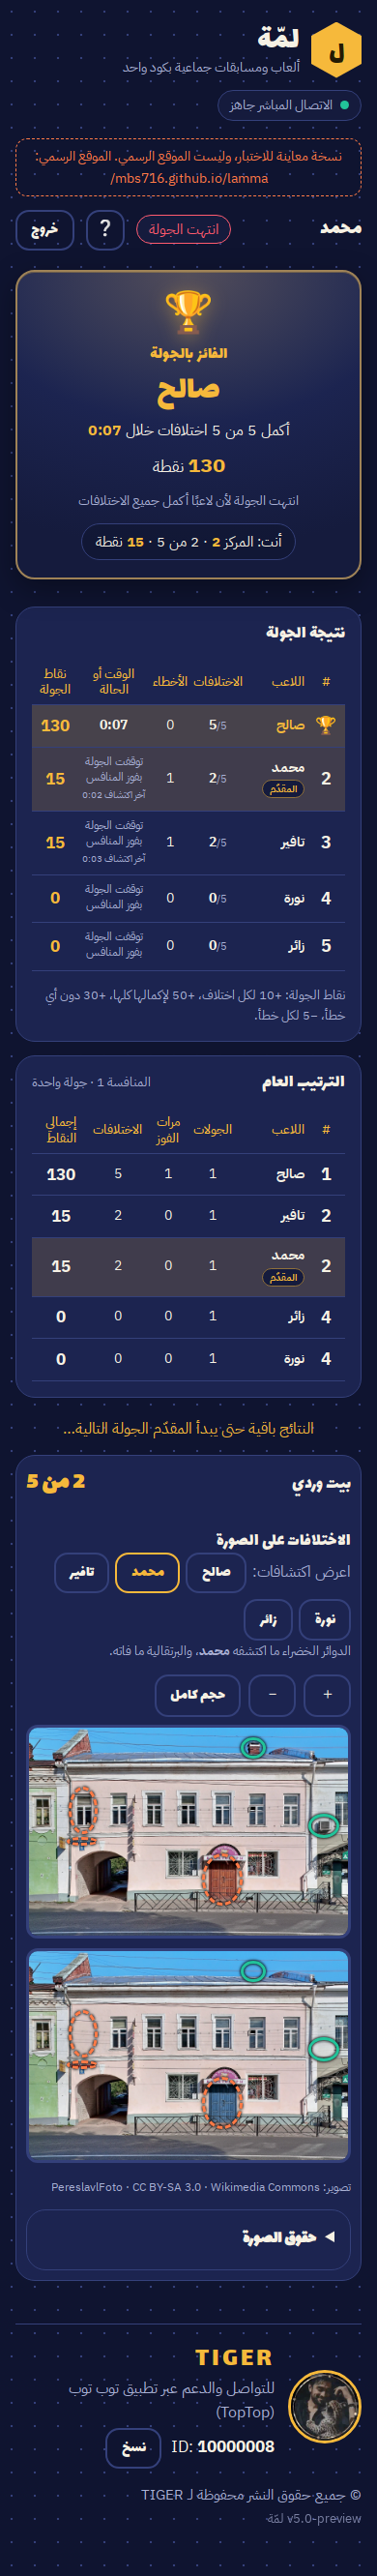 ل
لمّة
ألعاب ومسابقات جماعية بكود واحد
الاتصال المباشر جاهز
نسخة معاينة للاختبار، وليست الموقع الرسمي. الموقع الرسمي:
mbs716.github.io/lamma/
محمد
انتهت الجولة
?
خروج
الفائز بالجولة
صالح
أكمل 5 من 5 اختلافات خلال 0:07
130 نقطة
انتهت الجولة لأن لاعبًا أكمل جميع الاختلافات
أنت: المركز 2 · 2 من 5 · 15 نقطة
نتيجة الجولة
# اللاعب الاختلافات الأخطاء الوقت أو الحالة نقاط الجولة
صالح 5/5 0 0:07 130
2 محمد المقدّم 2/5 1 توقفت الجولة بفوز المنافس آخر اكتشاف 0:02 15
3 تافير 2/5 1 توقفت الجولة بفوز المنافس آخر اكتشاف 0:03 15
4 نورة 0/5 0 توقفت الجولة بفوز المنافس 0
5 زائر 0/5 0 توقفت الجولة بفوز المنافس 0
نقاط الجولة: +10 لكل اختلاف، +50 لإكمالها كلها، +30 دون أي
خطأ، −5 لكل خطأ.
الترتيب العام
المنافسة 1 · جولة واحدة
# اللاعب الجولات مرات الفوز الاختلافات إجمالي النقاط
1 صالح 1 1 5 130
2 تافير 1 0 2 15
2 محمد المقدّم 1 0 2 15
4 زائر 1 0 0 0
4 نورة 1 0 0 0
النتائج باقية حتى يبدأ المقدّم الجولة التالية...
بيت وردي
2 من 5
الاختلافات على الصورة
اعرض اكتشافات: صالح محمد تافير
نورة زائر
الدوائر الخضراء ما اكتشفه محمد، والبرتقالية ما فاته.
+ − حجم كامل
تصوير: PereslavlFoto · CC BY-SA 3.0 · Wikimedia Commons
◀ حقوق الصورة
TIGER
للتواصل والدعم عبر تطبيق توب توب
(TopTop)
ID: 10000008
نسخ
© جميع حقوق النشر محفوظة لـ TIGER
لمّة v5.0-preview